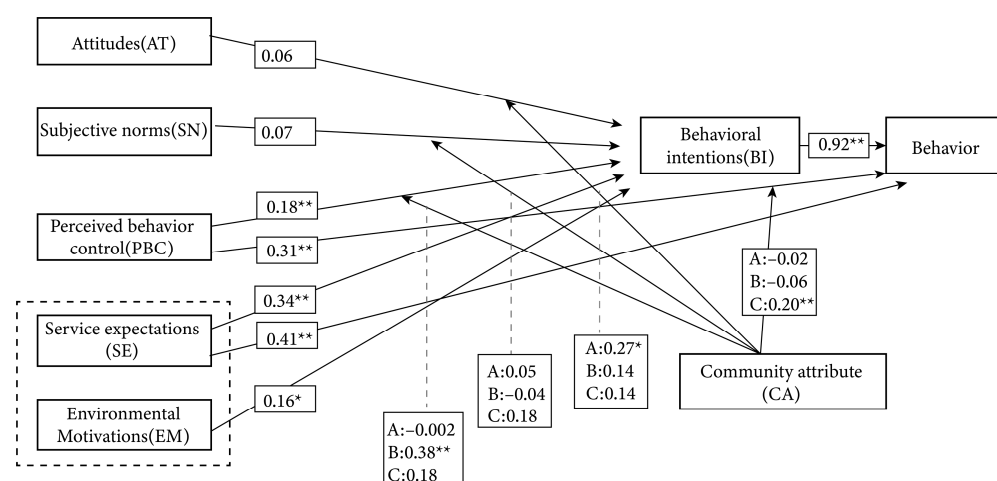 Attitudes(AT)
0.06
Subjective norms(SN)
0.07
Behavioral
intentions(BI)
0.92**
Behavior
Perceived behavior
control(PBC)
0.18**
0.31**
A:–0.02
B:–0.06
C:0.20**
Service expectations
(SE)
0.34**
0.41**
Environmental
Motivations(EM)
0.16*
A:–0.002
B:0.38**
C:0.18
A:0.05
B:–0.04
C:0.18
A:0.27*
B:0.14
C:0.14
Community attribute
(CA)